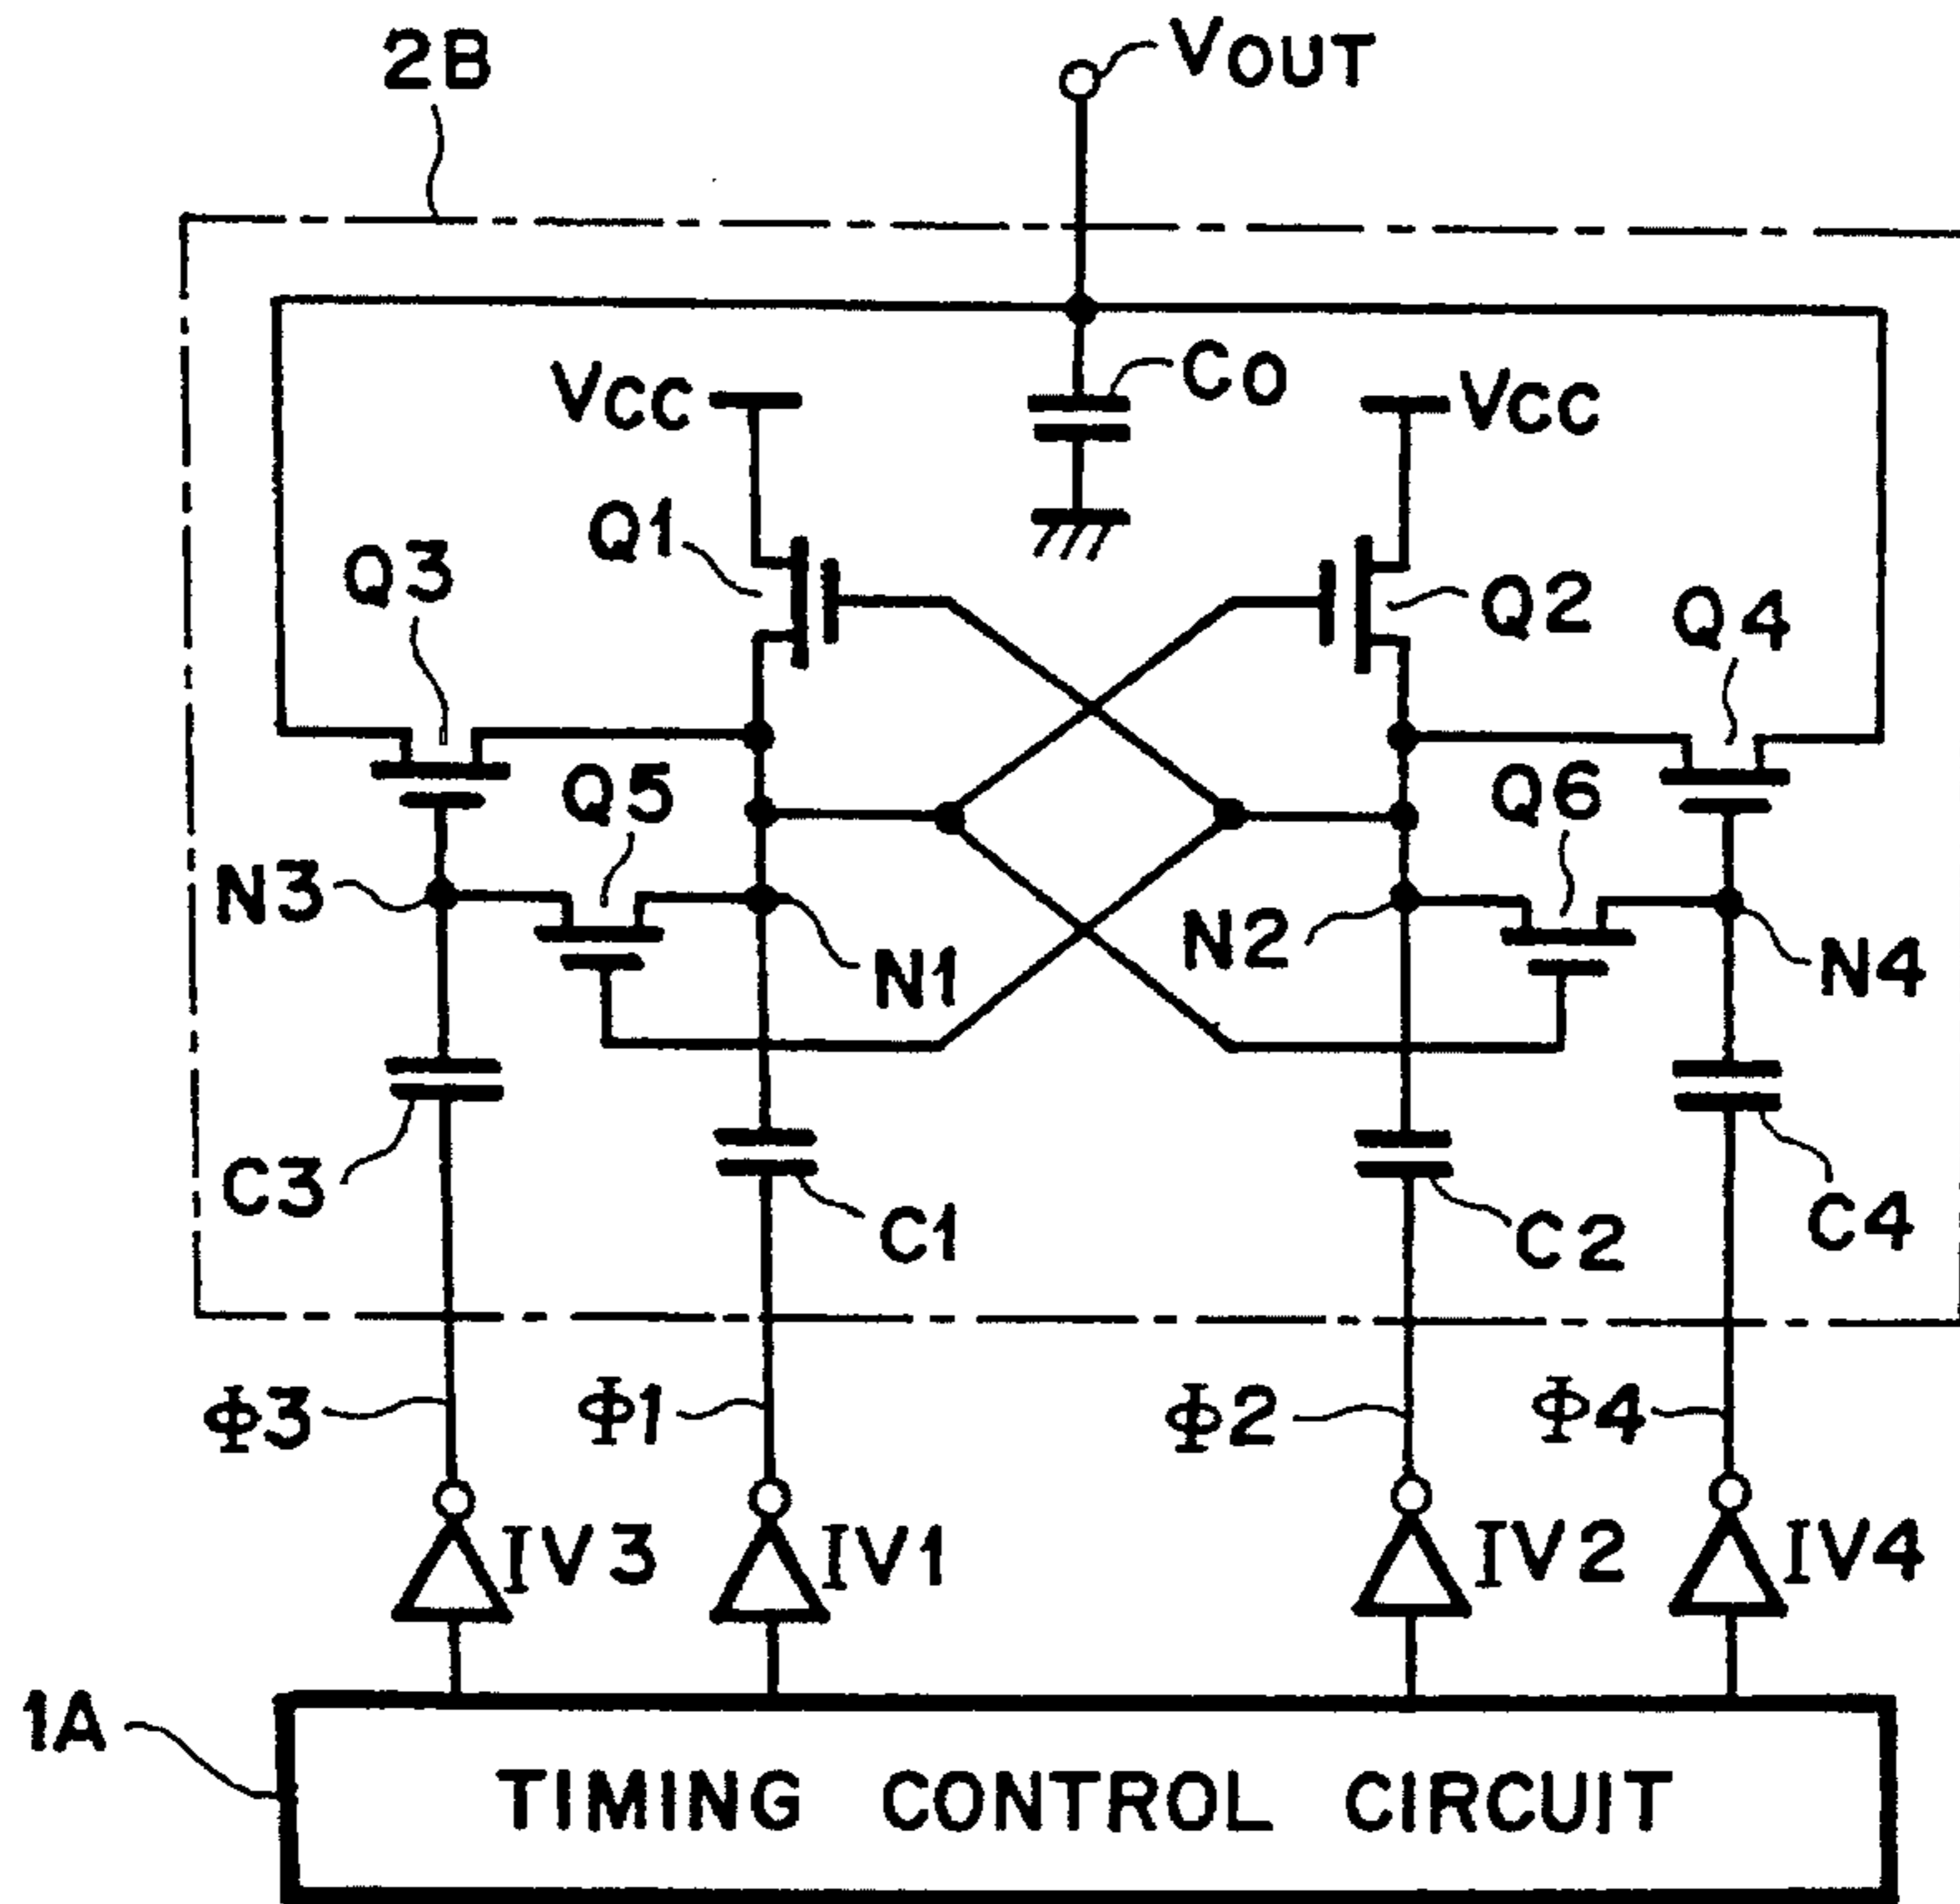 2B
VOUT
VCC
CO
VCC
Q1
Q3
Q2
Q4
Q5
Q6
N3
N1
N2
N4
C3
C1
C2
C4
Φ3
Φ1
Φ2
Φ4
IV3
IV1
IV2
IV4
1A
TIMING CONTROL CIRCUIT